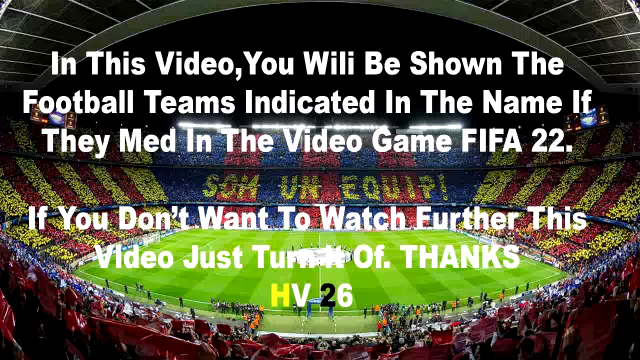 In This Video,You Wili Be Shown The
Football Teams Indicated In The Name If
They Med In The Video Game FIFA 22.
SOM UN EQUIP!
If You Don’t Want To Watch Further This
Video Just Turn It Of. THANKS
HV 26